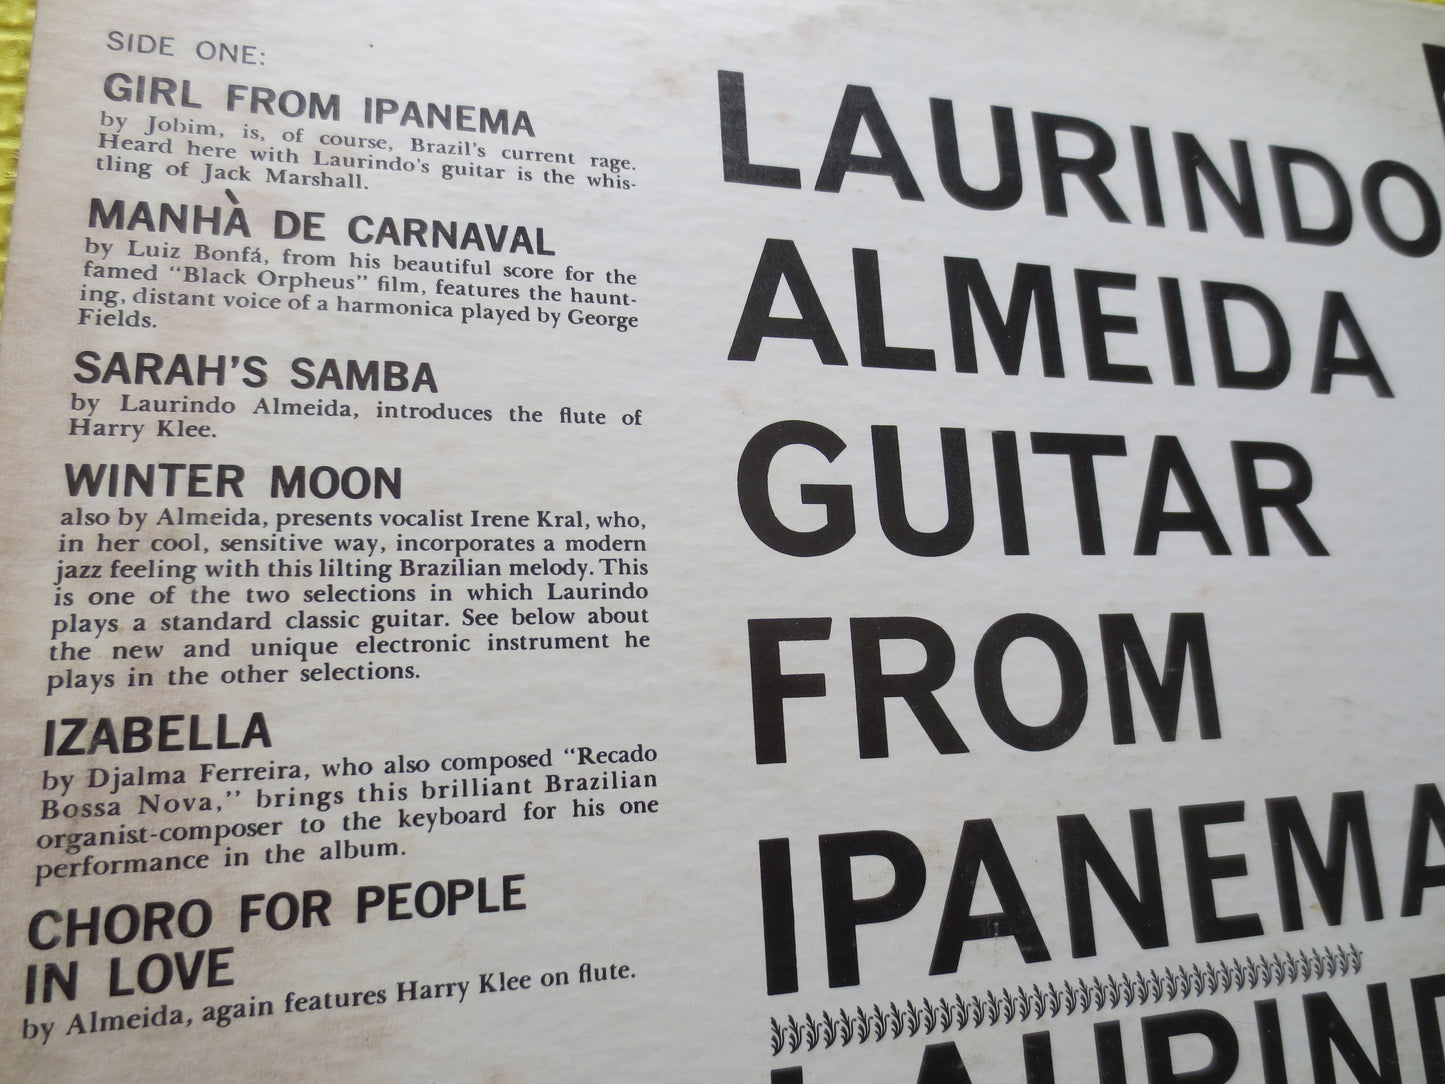 SIDE ONE:
GIRL FROM IPANEMA
by Jobim, is, of course, Brazil's current rage.
Heard here with Laurindo's guitar is the whis-
tling of Jack Marshall.
MANHÀ DE CARNAVAL
by Luiz Bonfá, from his beautiful score for the
famed "Black Orpheus" film, features the haunt-
ing, distant voice of a harmonica played by George
Fields.
SARAH'S SAMBA
by Laurindo Almeida, introduces the flute of
Harry Klee.
WINTER MOON
also by Almeida, presents vocalist Irene Kral, who,
in her cool, sensitive way, incorporates a modern
jazz feeling with this lilting Brazilian melody. This
is one of the two selections in which Laurindo
plays a standard classic guitar. See below about
the new and unique electronic instrument he
plays in the other selections.
IZABELLA
by Djalma Ferreira, who also composed "Recado
Bossa Nova," brings this brilliant Brazilian
organist-composer to the keyboard for his one
performance in the album.
CHORO FOR PEOPLE
IN LOVE
by Almeida, again features Harry Klee on flute.
LAURINDO
ALMEIDA
GUITAR
FROM
IPANEMA